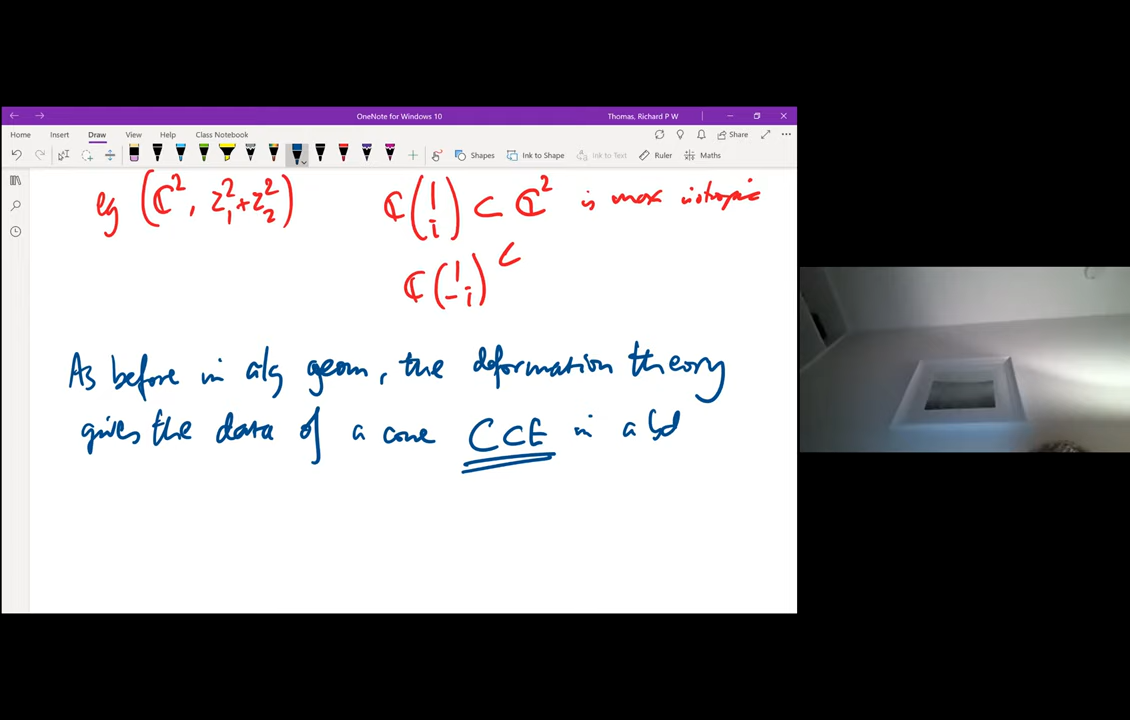 OneNote for Windows 10
Thomas, Richard P W
Home Insert Draw View Help Class Notebook
Share
Shapes Ink to Shape Ink to Text Ruler Maths
eg (ℂ², z₁²+z₂²) ℂ(1 i) ⊂ ℂ² is max isotropic
ℂ(1 -i) ⊂
As before in alg geom, the deformation theory
gives the data of a cone C⊂E in a bd